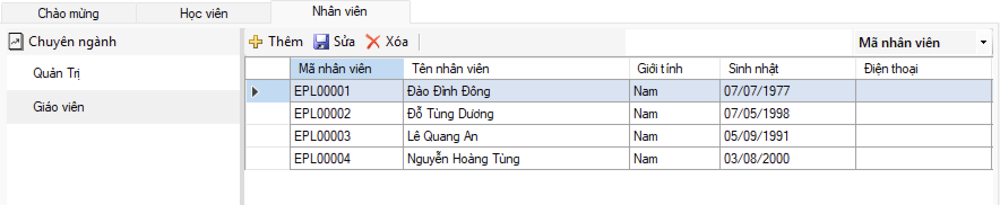 Chào mừng Học viên Nhân viên
Chuyên ngành
Quản Trị
Giáo viên
Thêm Sửa Xóa Mã nhân viên
Mã nhân viên Tên nhân viên Giới tính Sinh nhật Điện thoại
EPL00001 Đào Đình Đông Nam 07/07/1977
EPL00002 Đỗ Tùng Dương Nam 07/05/1998
EPL00003 Lê Quang An Nam 05/09/1991
EPL00004 Nguyễn Hoàng Tùng Nam 03/08/2000